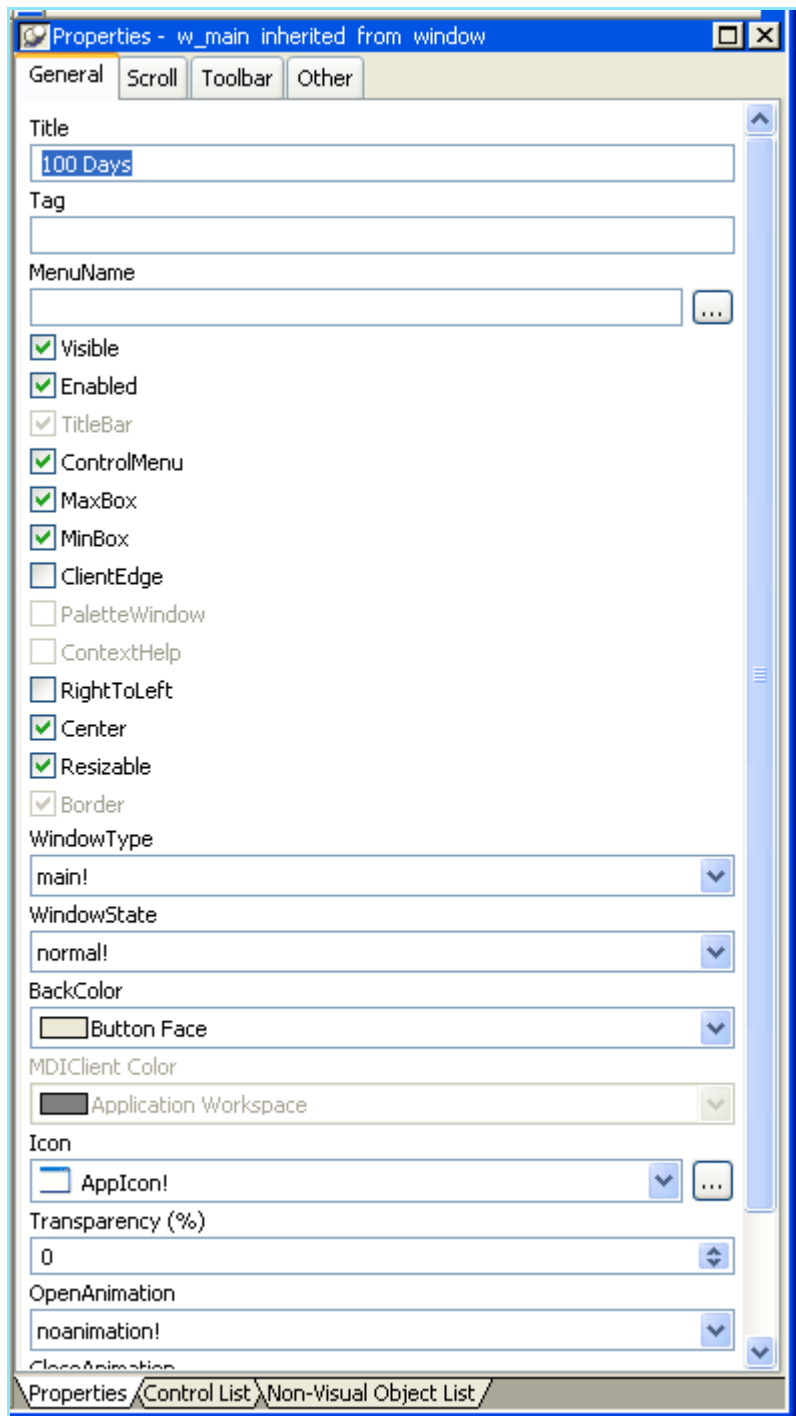 Properties - w_main inherited from window
General Scroll Toolbar Other
Title
100 Days
Tag
MenuName
...
Visible
Enabled
TitleBar
ControlMenu
MaxBox
MinBox
ClientEdge
PaletteWindow
ContextHelp
RightToLeft
Center
Resizable
Border
WindowType
main!
WindowState
normal!
BackColor
Button Face
MDIClient Color
Application Workspace
Icon
AppIcon! ...
Transparency (%)
0
OpenAnimation
noanimation!
CloseAnimation
Properties Control List Non-Visual Object List